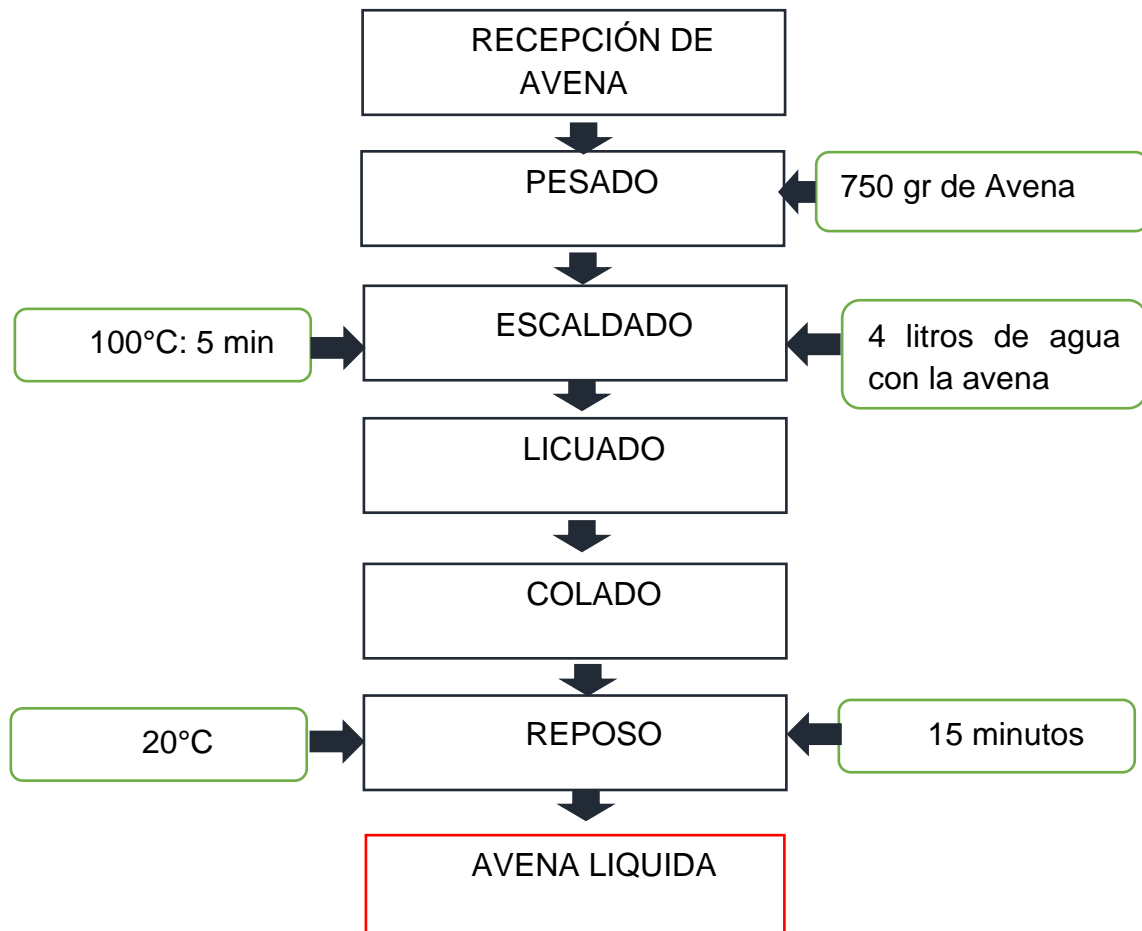 RECEPCIÓN DE
AVENA
PESADO
750 gr de Avena
ESCALDADO
100°C: 5 min
4 litros de agua
con la avena
LICUADO
COLADO
REPOSO
20°C
15 minutos
AVENA LIQUIDA